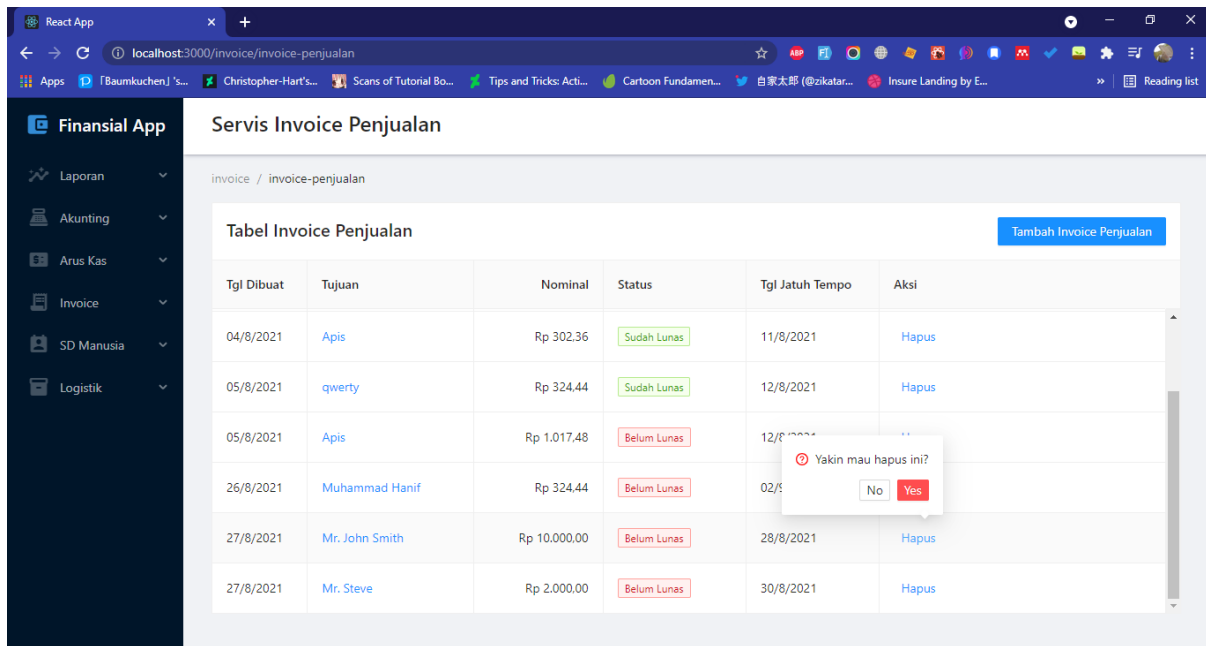 React App
localhost:3000/invoice/invoice-penjualan
Apps 「Baumkuchen」's... Christopher-Hart's... Scans of Tutorial Bo... Tips and Tricks: Acti... Cartoon Fundamen... 自家太郎 (@zikatar... Insure Landing by E... » Reading list
Finansial App
Servis Invoice Penjualan
Laporan
Akunting
Arus Kas
Invoice
SD Manusia
Logistik
invoice / invoice-penjualan
Tabel Invoice Penjualan
Tambah Invoice Penjualan
Tgl Dibuat Tujuan Nominal Status Tgl Jatuh Tempo Aksi
04/8/2021 Apis Rp 302,36 Sudah Lunas 11/8/2021 Hapus
05/8/2021 qwerty Rp 324,44 Sudah Lunas 12/8/2021 Hapus
05/8/2021 Apis Rp 1.017,48 Belum Lunas
Yakin mau hapus ini?
No Yes
26/8/2021 Muhammad Hanif Rp 324,44 Belum Lunas
27/8/2021 Mr. John Smith Rp 10.000,00 Belum Lunas 28/8/2021 Hapus
27/8/2021 Mr. Steve Rp 2.000,00 Belum Lunas 30/8/2021 Hapus